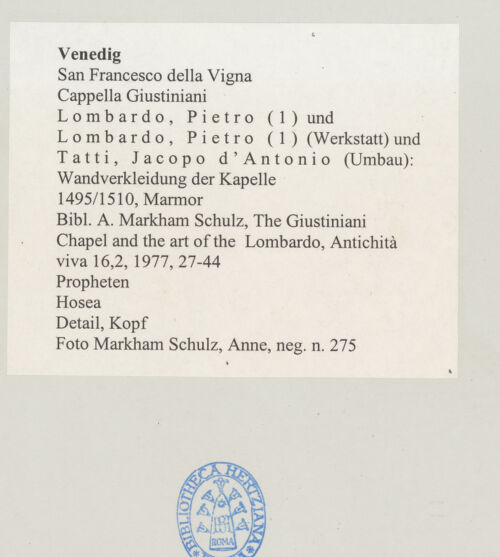 Venedig
San Francesco della Vigna
Cappella Giustiniani
Lombardo, Pietro (1) und
Lombardo, Pietro (1) (Werkstatt) und
Tatti, Jacopo d'Antonio (Umbau):
Wandverkleidung der Kapelle
1495/1510, Marmor
Bibl. A. Markham Schulz, The Giustiniani
Chapel and the art of the Lombardo, Antichità
viva 16,2, 1977, 27-44
Propheten
Hosea
Detail, Kopf
Foto Markham Schulz, Anne, neg. n. 275
BIBLIOTHECA HERTZIANA
ROMA